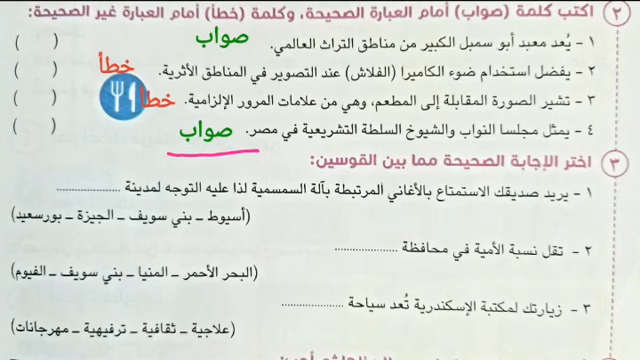 ٢ اكتب كلمة (صواب) أمام العبارة الصحيحة، وكلمة (خطأ) أمام العبارة غير الصحيحة:
١ - يُعد معبد أبو سمبل الكبير من مناطق التراث العالمي. صواب ( )
٢ - يفضل استخدام ضوء الكاميرا (الفلاش) عند التصوير في المناطق الأثرية. خطأ ( )
٣ - تشير الصورة المقابلة إلى المطعم، وهي من علامات المرور الإلزامية. خطأ ( )
٤ - يمثل مجلسا النواب والشيوخ السلطة التشريعية في مصر. صواب ( )
٣ اختر الإجابة الصحيحة مما بين القوسين:
١ - يريد صديقك الاستمتاع بالأغاني المرتبطة بآلة السمسمية لذا عليه التوجه لمدينة ................
(أسيوط – بني سويف – الجيزة – بورسعيد)
٢ - تقل نسبة الأمية في محافظة ................
(البحر الأحمر – المنيا – بني سويف – الفيوم)
٣ - زيارتك لمكتبة الإسكندرية تُعد سياحة ................
(علاجية – ثقافية – ترفيهية – مهرجانات)